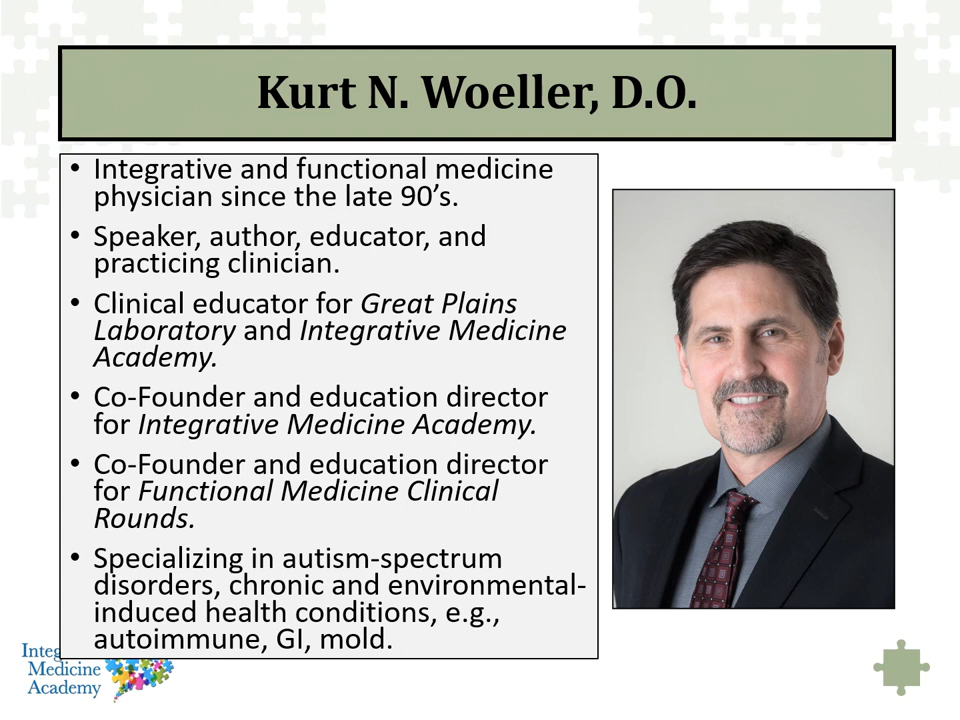 Kurt N. Woeller, D.O.
• Integrative and functional medicine
physician since the late 90’s.
• Speaker, author, educator, and
practicing clinician.
• Clinical educator for Great Plains
Laboratory and Integrative Medicine
Academy.
• Co-Founder and education director
for Integrative Medicine Academy.
• Co-Founder and education director
for Functional Medicine Clinical
Rounds.
• Specializing in autism-spectrum
disorders, chronic and environmental-
induced health conditions, e.g.,
autoimmune, GI, mold.
Medicine
Academy